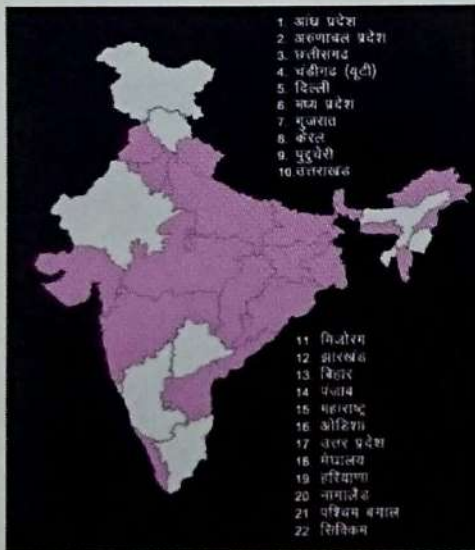 1. आंध्र प्रदेश
2. अरुणाचल प्रदेश
3. छत्तीसगढ
4. चंडीगढ (यूटी)
5. दिल्ली
6. मध्य प्रदेश
7. गुजरात
8. केरल
9. पुदुचेरी
10. उत्तराखंड
11 मिजोरम
12 झारखंड
13 बिहार
14 पंजाब
15 महाराष्ट्र
16 ओडिशा
17 उत्तर प्रदेश
18 मेघालय
19 हरियाणा
20 नागालैंड
21 पश्चिम बंगाल
22 सिक्किम